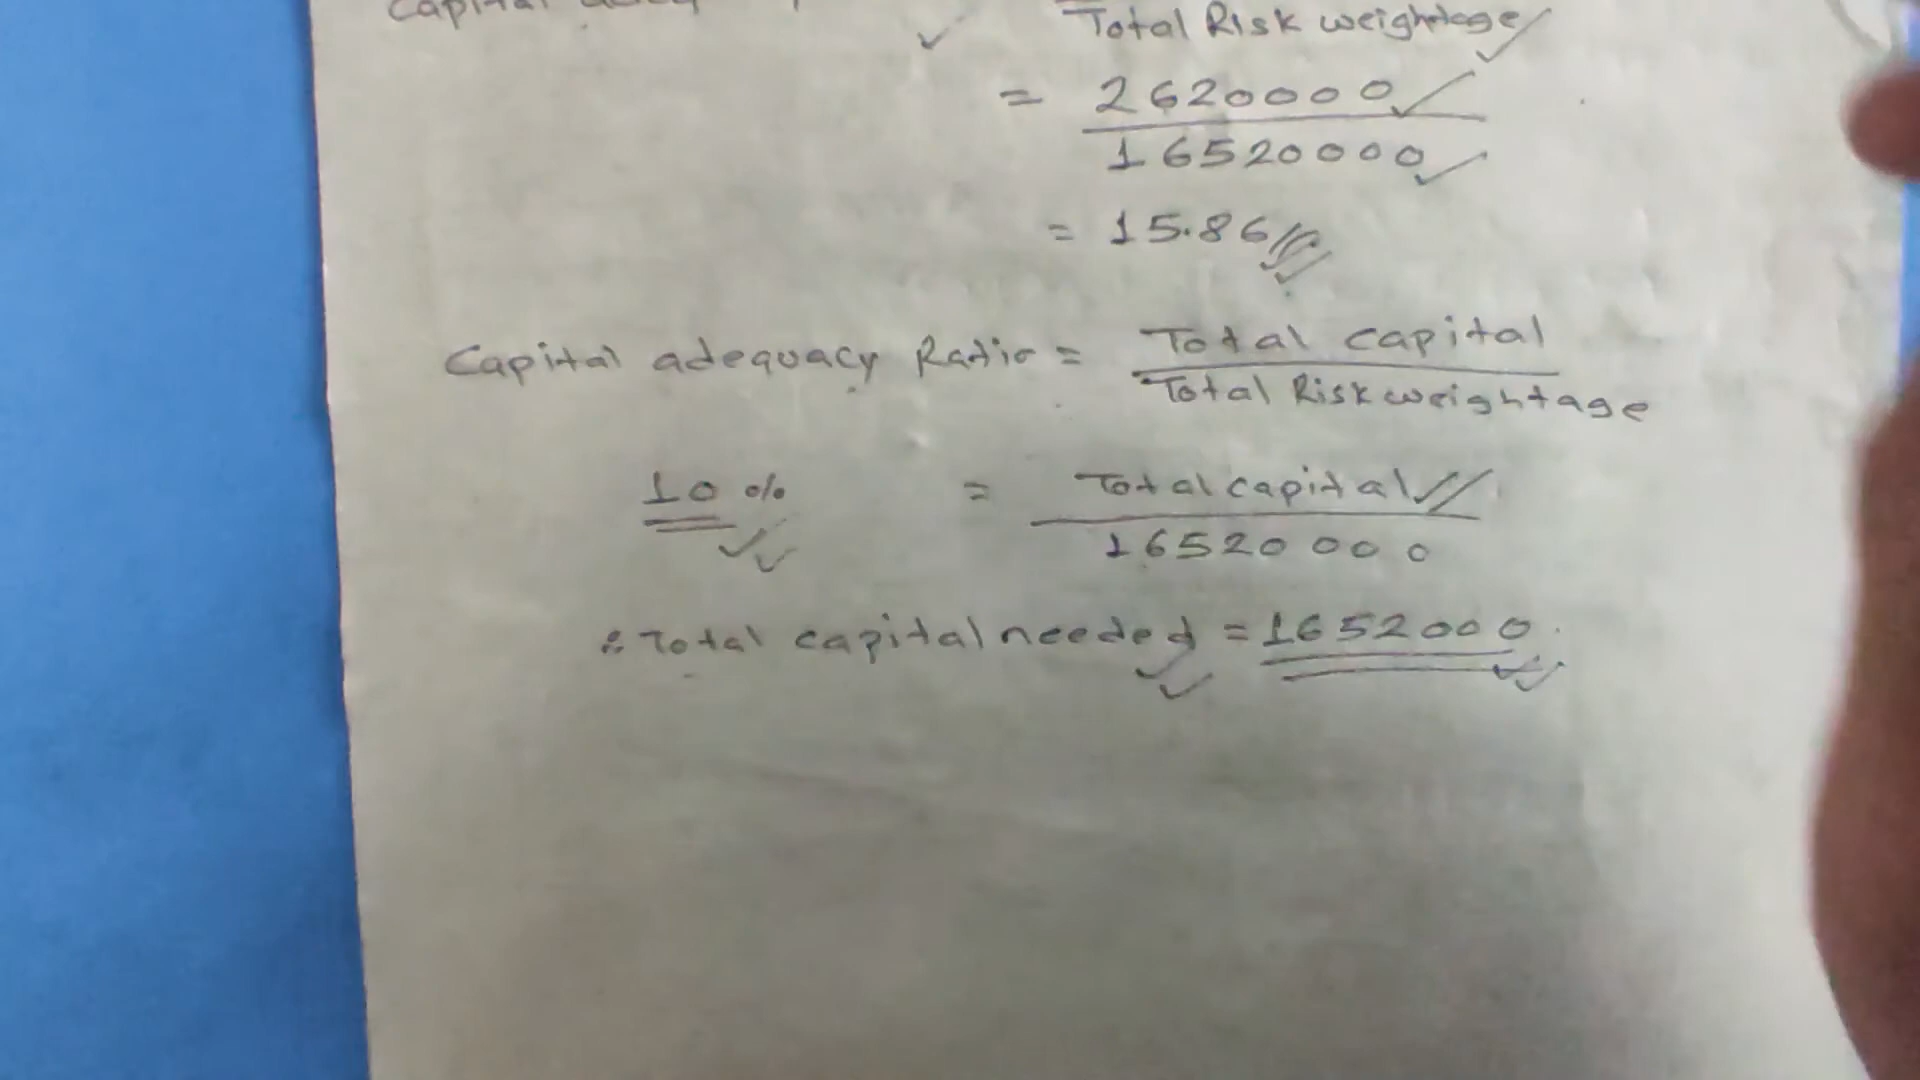 Capital
Total Risk weightage
= 2620000
16520000
= 15.86
Capital adequacy Ratio = Total capital
Total Risk weightage
10 % = Total capital
16520000
∴ Total capital needed = 1652000